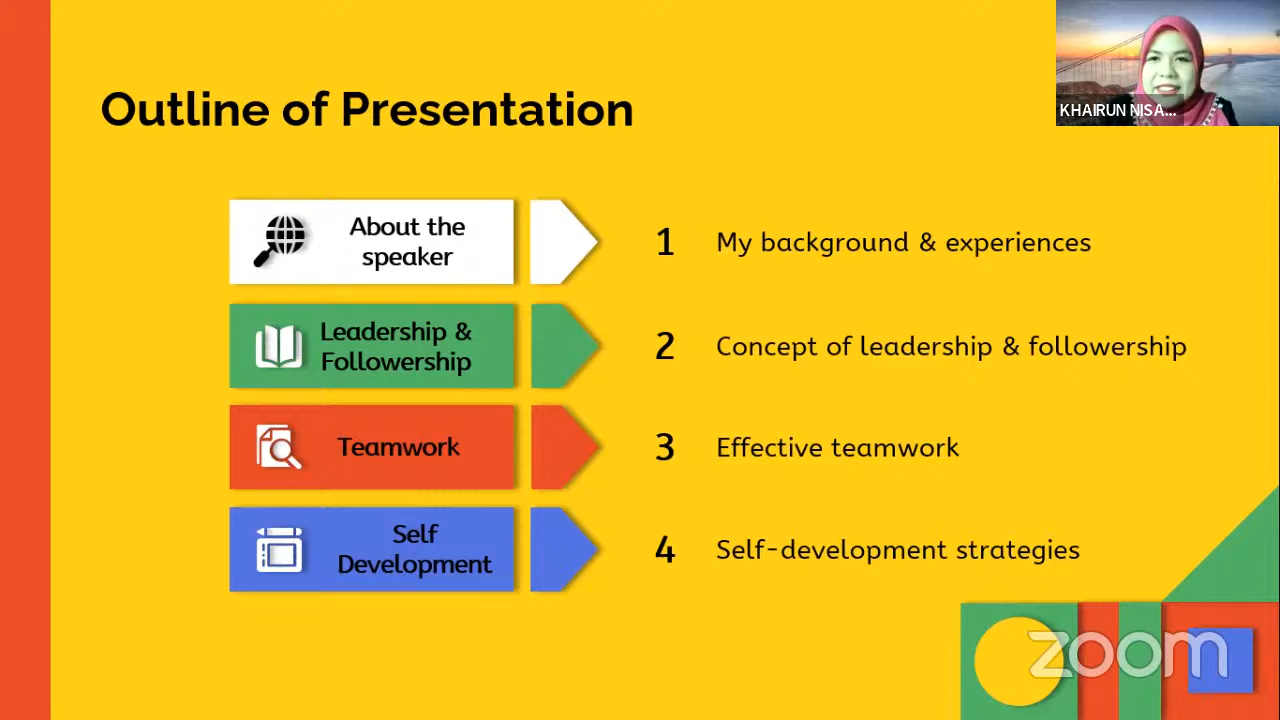 Outline of Presentation
KHAIRUN NISA...
About the
speaker
1 My background & experiences
Leadership &
Followership
2 Concept of leadership & followership
Teamwork
3 Effective teamwork
Self
Development
4 Self-development strategies
zoom